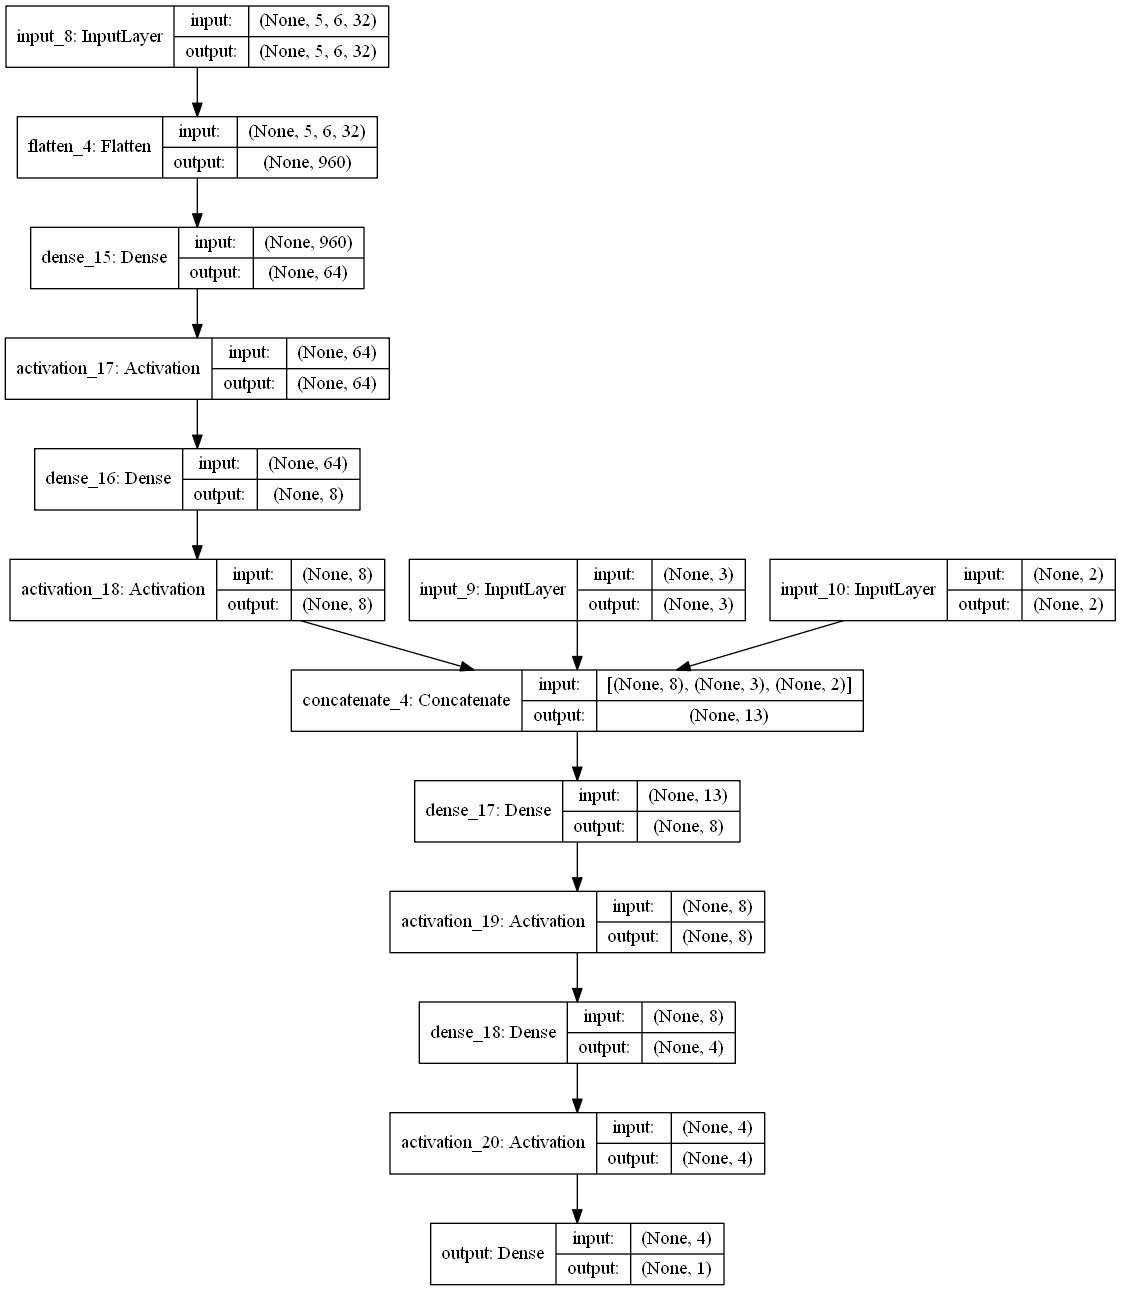 input_8: InputLayer
input: (None, 5, 6, 32)
output: (None, 5, 6, 32)
flatten_4: Flatten
input: (None, 5, 6, 32)
output: (None, 960)
dense_15: Dense
input: (None, 960)
output: (None, 64)
activation_17: Activation
input: (None, 64)
output: (None, 64)
dense_16: Dense
input: (None, 64)
output: (None, 8)
activation_18: Activation
input: (None, 8)
output: (None, 8)
input_9: InputLayer
input: (None, 3)
output: (None, 3)
input_10: InputLayer
input: (None, 2)
output: (None, 2)
concatenate_4: Concatenate
input: [(None, 8), (None, 3), (None, 2)]
output: (None, 13)
dense_17: Dense
input: (None, 13)
output: (None, 8)
activation_19: Activation
input: (None, 8)
output: (None, 8)
dense_18: Dense
input: (None, 8)
output: (None, 4)
activation_20: Activation
input: (None, 4)
output: (None, 4)
output: Dense
input: (None, 4)
output: (None, 1)